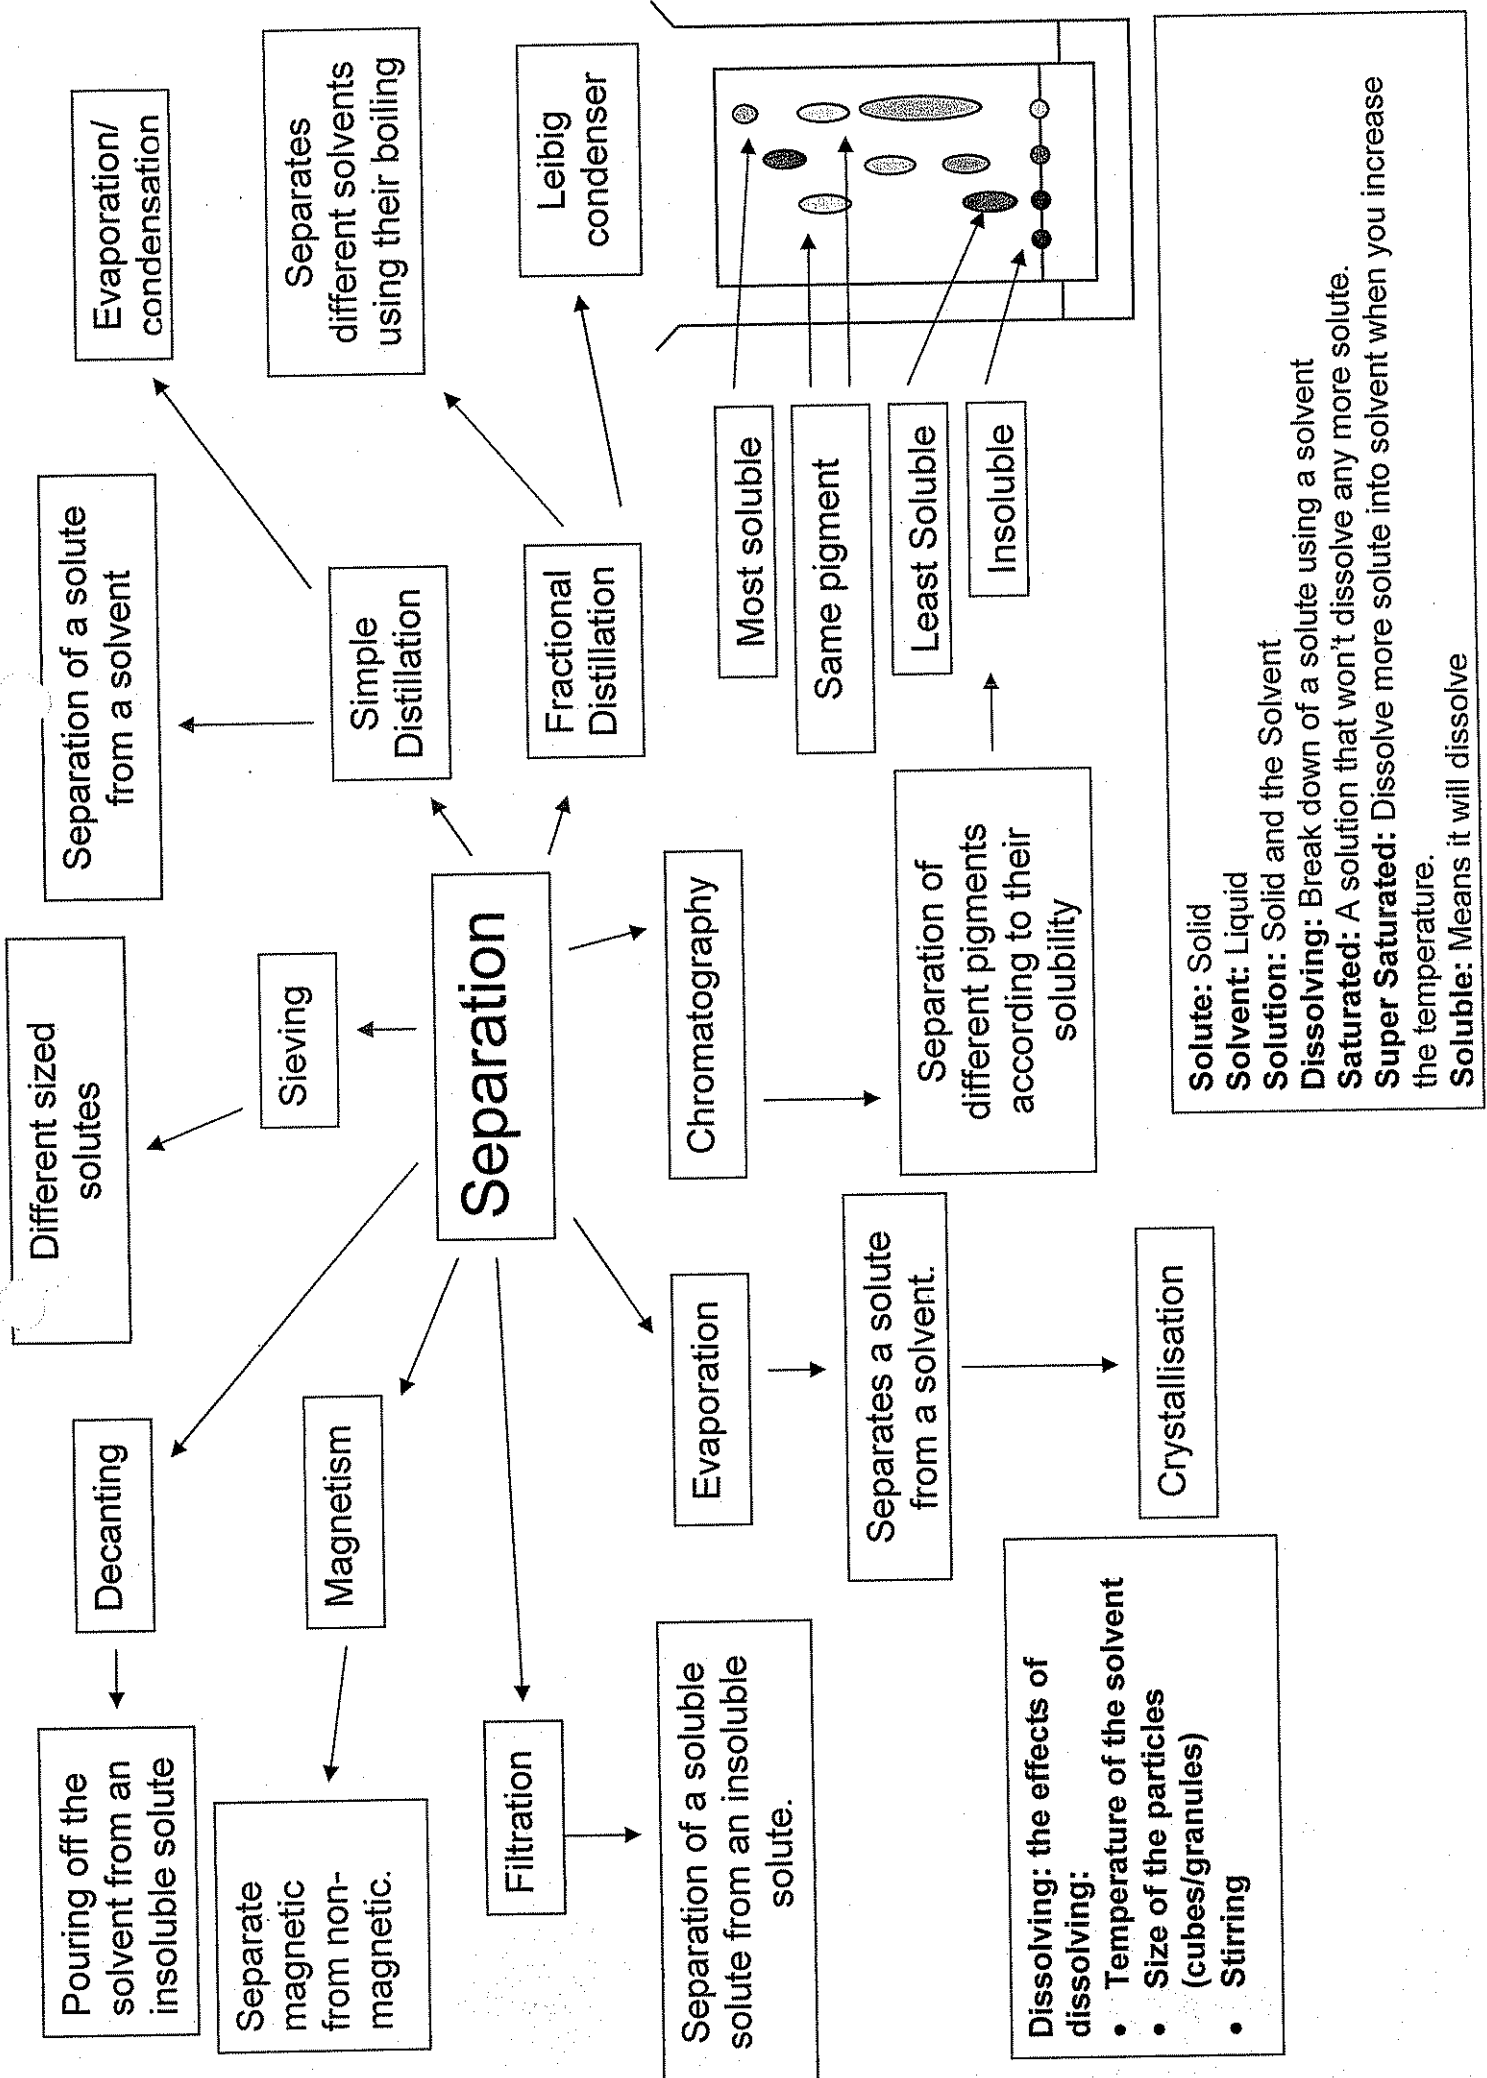 Pouring off the
solvent from an
insoluble solute
Decanting
Different sized
solutes
Separation of a solute
from a solvent
Evaporation/
condensation
Separate
magnetic
from non-
magnetic.
Magnetism
Sieving
Simple
Distillation
Separates
different solvents
using their boiling
Filtration
Separation
Fractional
Distillation
Leibig
condenser
Separation of a soluble
solute from an insoluble
solute.
Evaporation
Chromatography
Most soluble
Same pigment
Least Soluble
Insoluble
Separates a solute
from a solvent.
Separation of
different pigments
according to their
solubility
Crystallisation
Dissolving: the effects of
dissolving:
• Temperature of the solvent
• Size of the particles
(cubes/granules)
• Stirring
Solute: Solid
Solvent: Liquid
Solution: Solid and the Solvent
Dissolving: Break down of a solute using a solvent
Saturated: A solution that won't dissolve any more solute.
Super Saturated: Dissolve more solute into solvent when you increase
the temperature.
Soluble: Means it will dissolve